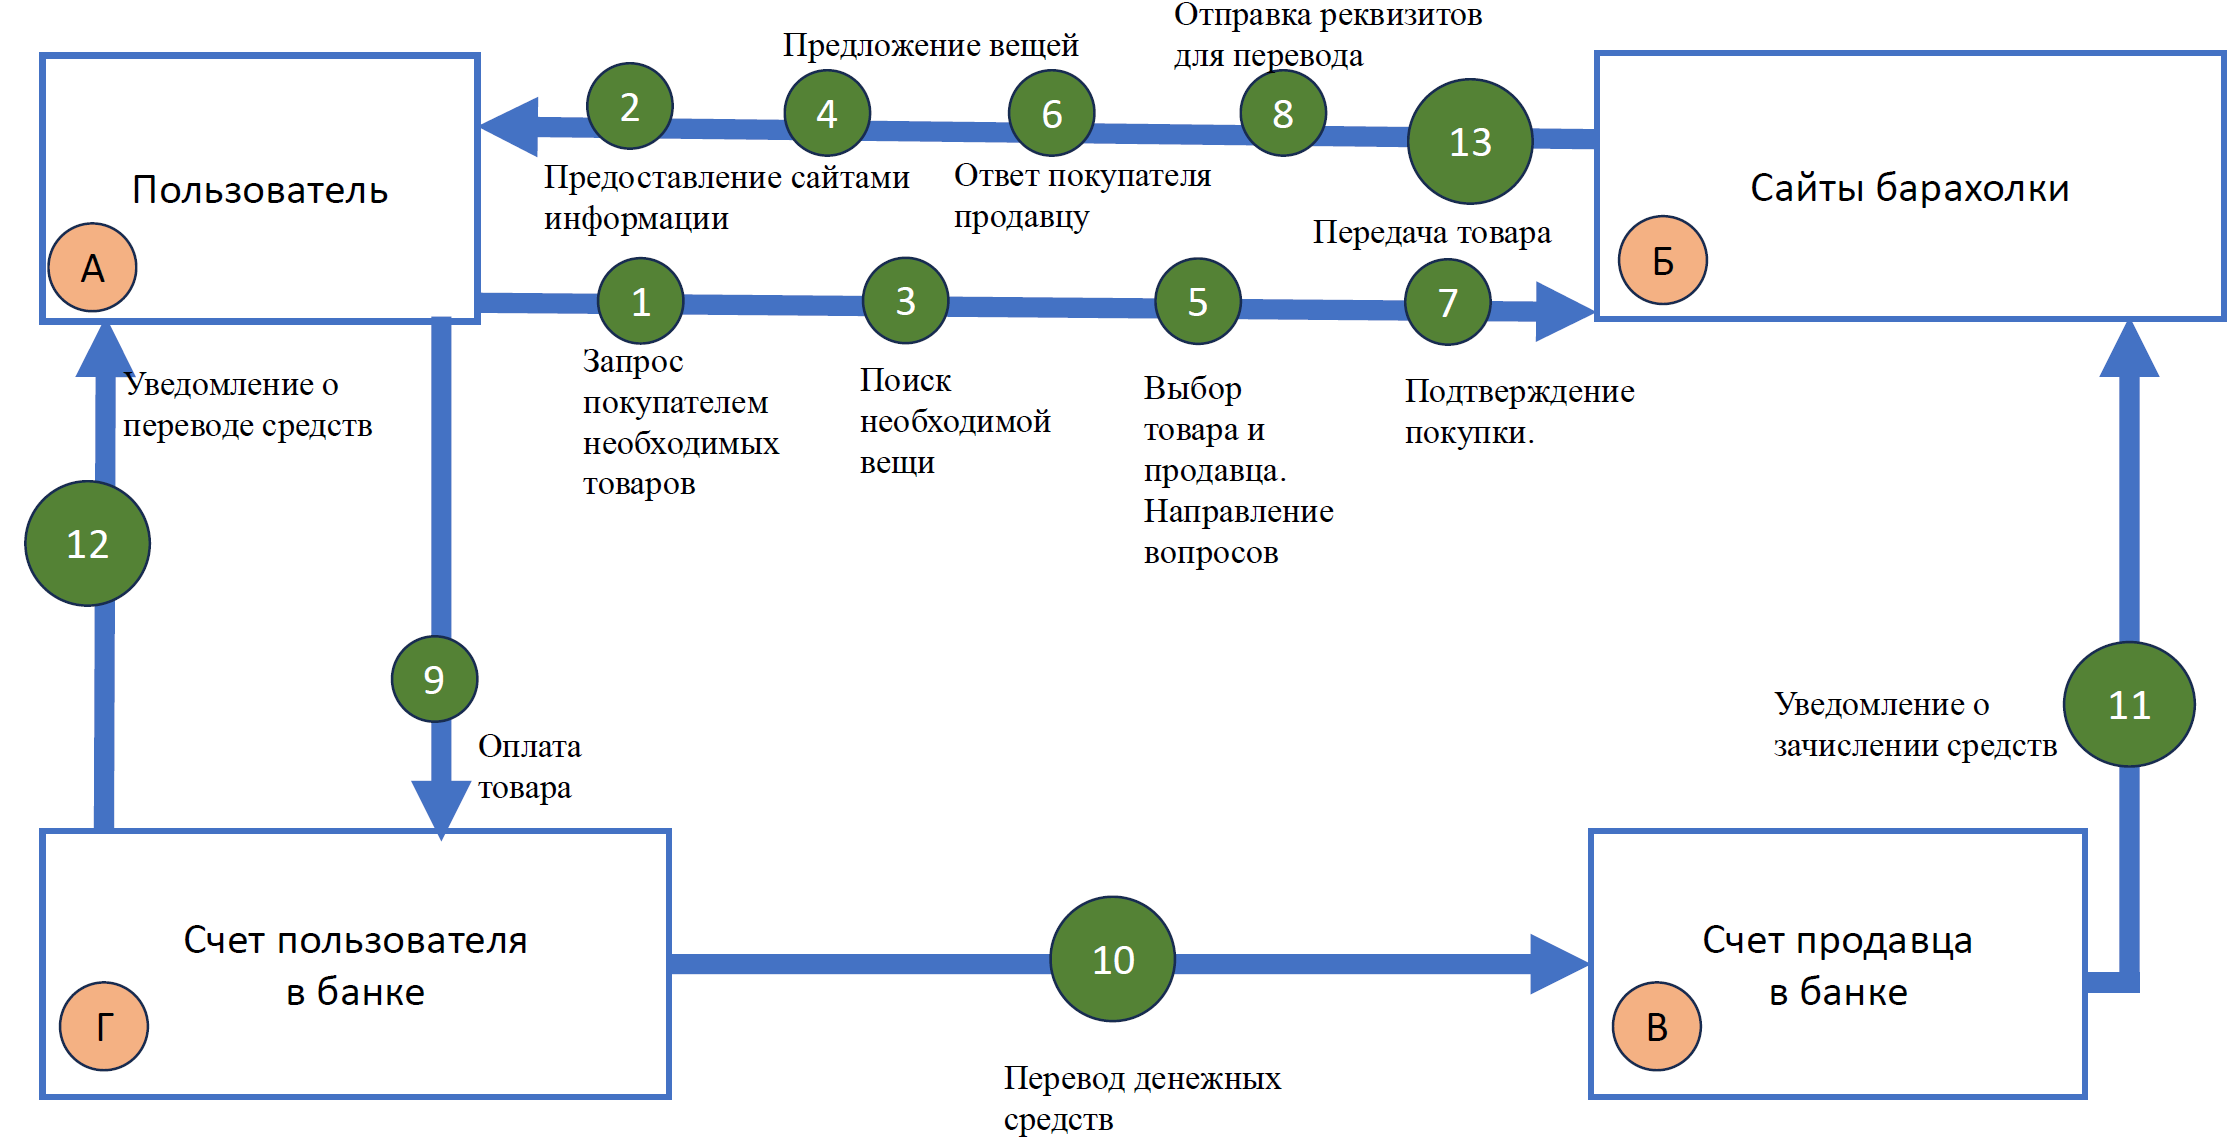 Отправка реквизитов
для перевода
Предложение вещей
2
4
6
8
13
Предоставление сайтами
информации
Ответ покупателя
продавцу
Передача товара
Пользователь
А
Сайты барахолки
Б
1
3
5
7
Запрос
покупателем
необходимых
товаров
Поиск
необходимой
вещи
Выбор
товара и
продавца.
Направление
вопросов
Подтверждение
покупки.
Уведомление о
переводе средств
12
9
Оплата
товара
Уведомление о
зачислении средств
11
Счет пользователя
в банке
Г
10
Перевод денежных
средств
Счет продавца
в банке
В